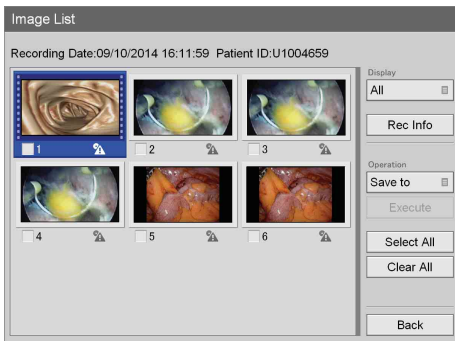 Image List
Recording Date:09/10/2014 16:11:59 Patient ID:U1004659
Display
All
Rec Info
Operation
Save to
Execute
Select All
Clear All
Back
1
2
3
4
5
6